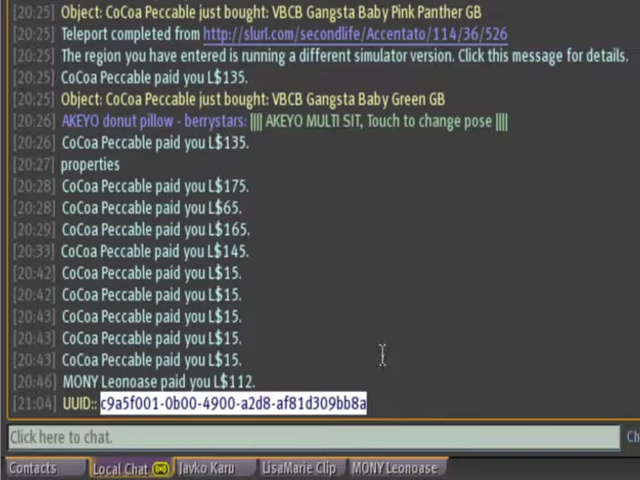 [20:25] Object: CoCoa Peccable just bought: VBCB Gangsta Baby Pink Panther GB
[20:25] Teleport completed from http://slurl.com/secondlife/Accentato/114/36/526
The region you have entered is running a different simulator version. Click this message for details.
[20:25] CoCoa Peccable paid you L$135.
[20:25] Object: CoCoa Peccable just bought: VBCB Gangsta Baby Green GB
[20:26] AKEYO donut pillow - berrystars: |||| AKEYO MULTI SIT, Touch to change pose ||||
[20:26] CoCoa Peccable paid you L$135.
[20:27] properties
[20:28] CoCoa Peccable paid you L$175.
[20:28] CoCoa Peccable paid you L$65.
[20:29] CoCoa Peccable paid you L$165.
[20:33] CoCoa Peccable paid you L$145.
[20:42] CoCoa Peccable paid you L$15.
[20:42] CoCoa Peccable paid you L$15.
[20:43] CoCoa Peccable paid you L$15.
[20:43] CoCoa Peccable paid you L$15.
[20:43] CoCoa Peccable paid you L$15.
[20:46] MONY Leonoase paid you L$112.
[21:04] UUID:: c9a5f001-0b00-4900-a2d8-af81d309bb8a
Click here to chat. Ch
Contacts Local Chat Javko Karu LisaMarie Clip MONY Leonoase